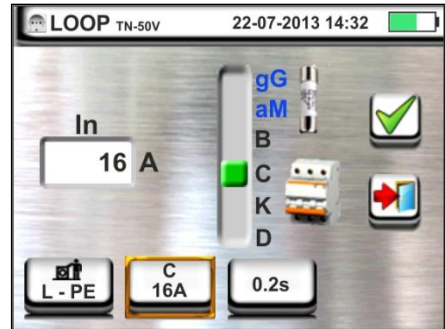 LOOP TN-50V 22-07-2013 14:32
gG
aM
In
B
16 A
C
K
D
L - PE
C
16A
0.2s